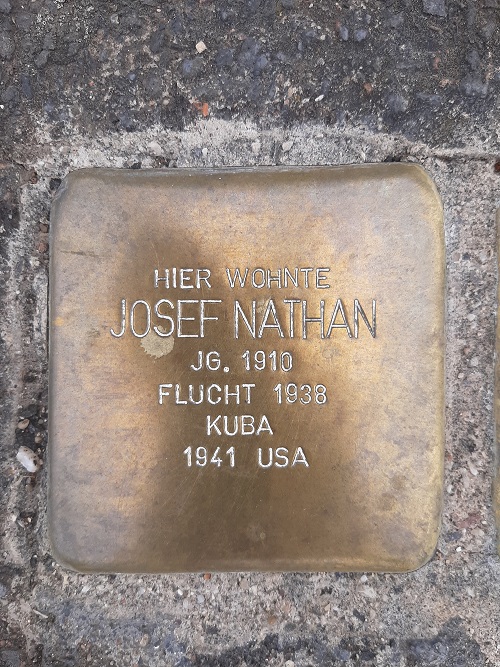 HIER WOHNTE
JOSEF NATHAN
JG. 1910
FLUCHT 1938
KUBA
1941 USA